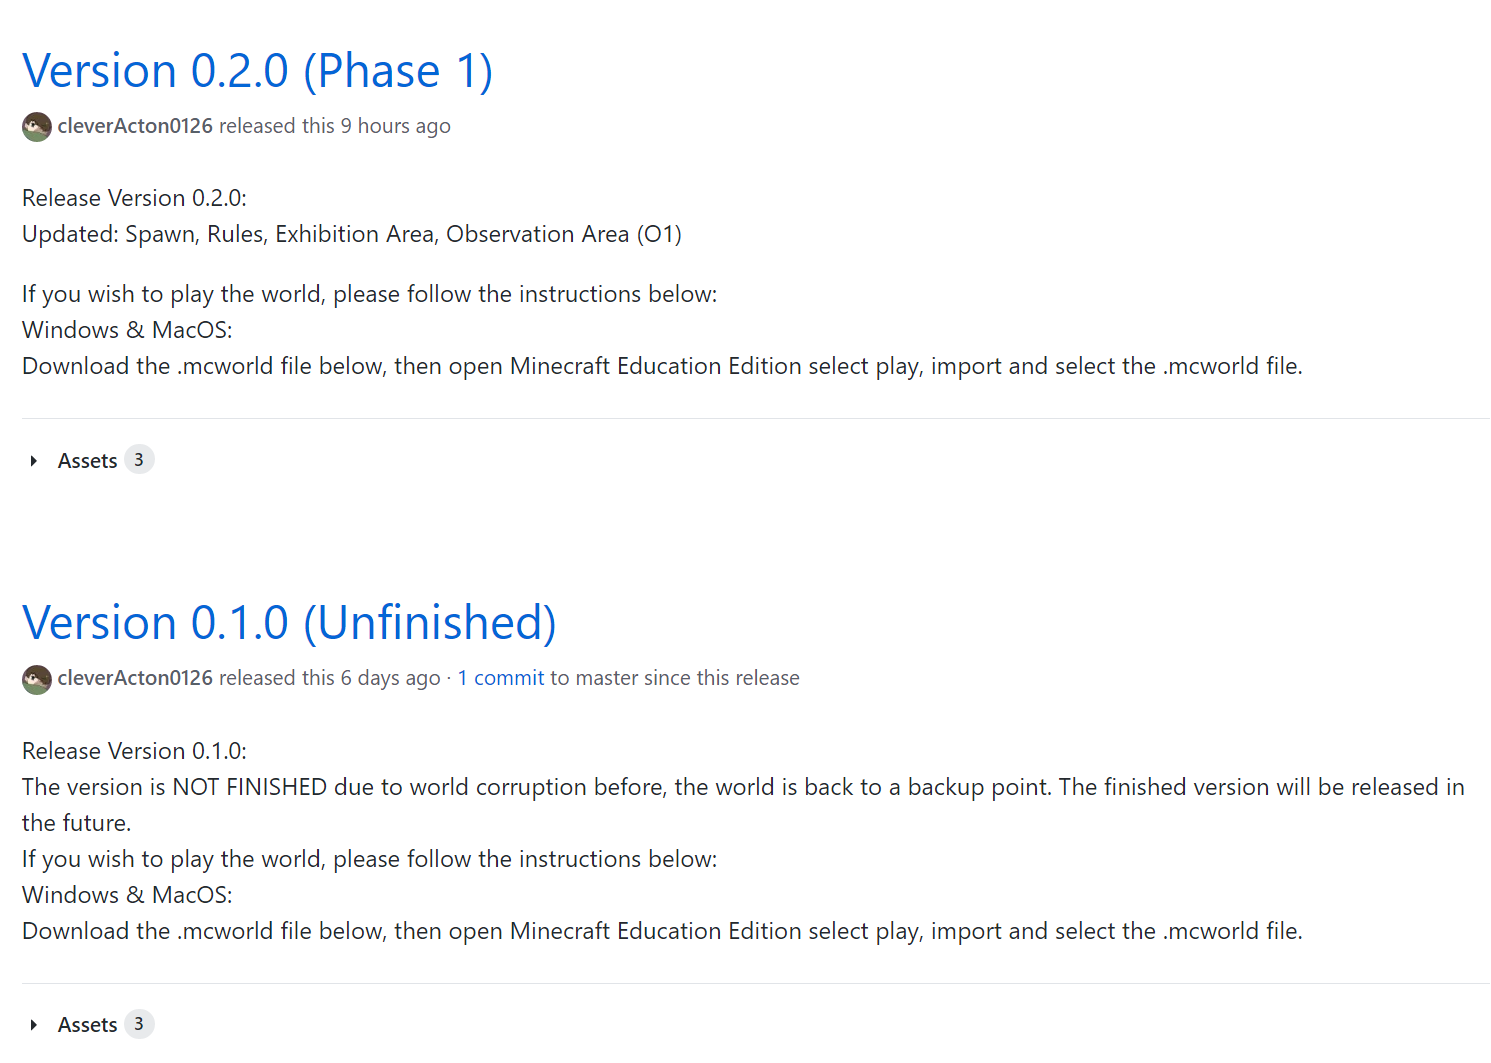 Version 0.2.0 (Phase 1)
cleverActon0126 released this 9 hours ago
Release Version 0.2.0:
Updated: Spawn, Rules, Exhibition Area, Observation Area (O1)
If you wish to play the world, please follow the instructions below:
Windows & MacOS:
Download the .mcworld file below, then open Minecraft Education Edition select play, import and select the .mcworld file.
Assets 3
Version 0.1.0 (Unfinished)
cleverActon0126 released this 6 days ago · 1 commit to master since this release
Release Version 0.1.0:
The version is NOT FINISHED due to world corruption before, the world is back to a backup point. The finished version will be released in
the future.
If you wish to play the world, please follow the instructions below:
Windows & MacOS:
Download the .mcworld file below, then open Minecraft Education Edition select play, import and select the .mcworld file.
Assets 3